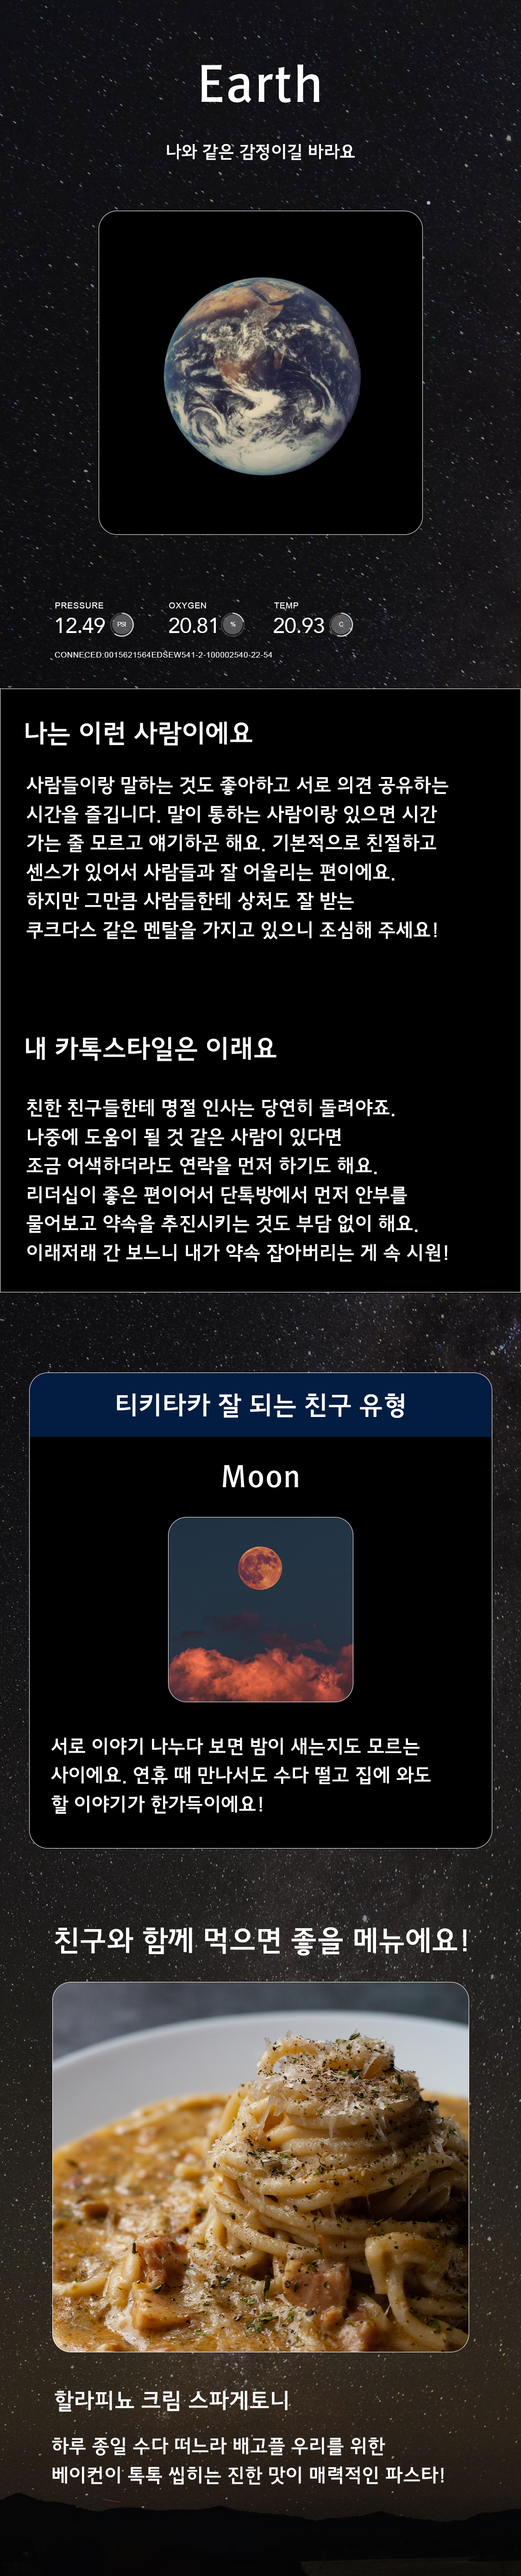 Earth
나와 같은 감정이길 바라요
PRESSURE OXYGEN TEMP
12.49 PSI 20.81 % 20.93 C
CONNECED:0015621564EDSEW541-2-100002540-22-54
나는 이런 사람이에요
사람들이랑 말하는 것도 좋아하고 서로 의견 공유하는
시간을 즐깁니다. 말이 통하는 사람이랑 있으면 시간
가는 줄 모르고 얘기하곤 해요. 기본적으로 친절하고
센스가 있어서 사람들과 잘 어울리는 편이에요.
하지만 그만큼 사람들한테 상처도 잘 받는
쿠크다스 같은 멘탈을 가지고 있으니 조심해 주세요!
내 카톡스타일은 이래요
친한 친구들한테 명절 인사는 당연히 돌려야죠.
나중에 도움이 될 것 같은 사람이 있다면
조금 어색하더라도 연락을 먼저 하기도 해요.
리더십이 좋은 편이어서 단톡방에서 먼저 안부를
물어보고 약속을 추진시키는 것도 부담 없이 해요.
이래저래 간 보느니 내가 약속 잡아버리는 게 속 시원!
티키타카 잘 되는 친구 유형
Moon
서로 이야기 나누다 보면 밤이 새는지도 모르는
사이에요. 연휴 때 만나서도 수다 떨고 집에 와도
할 이야기가 한가득이에요!
친구와 함께 먹으면 좋을 메뉴에요!
할라피뇨 크림 스파게토니
하루 종일 수다 떠느라 배고플 우리를 위한
베이컨이 톡톡 씹히는 진한 맛이 매력적인 파스타!